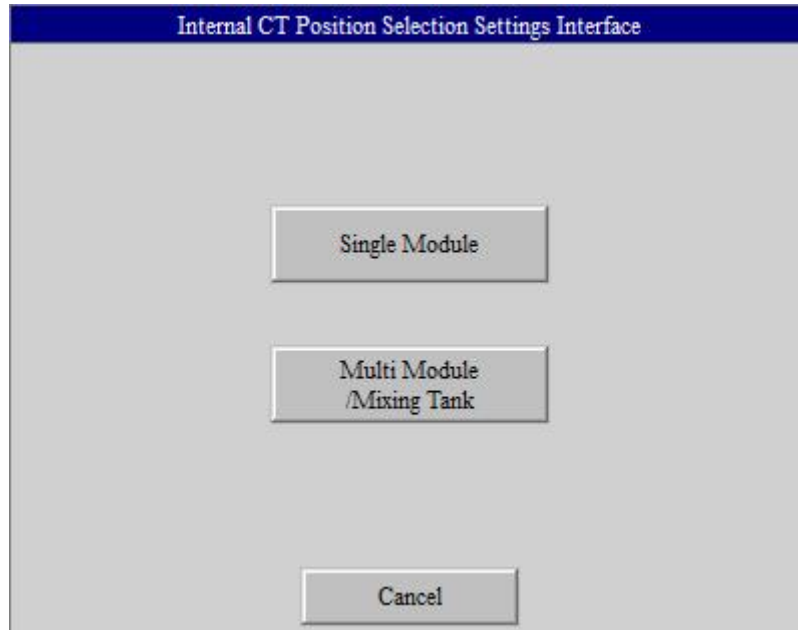 Internal CT Position Selection Settings Interface
Single Module
Multi Module
/Mixing Tank
Cancel